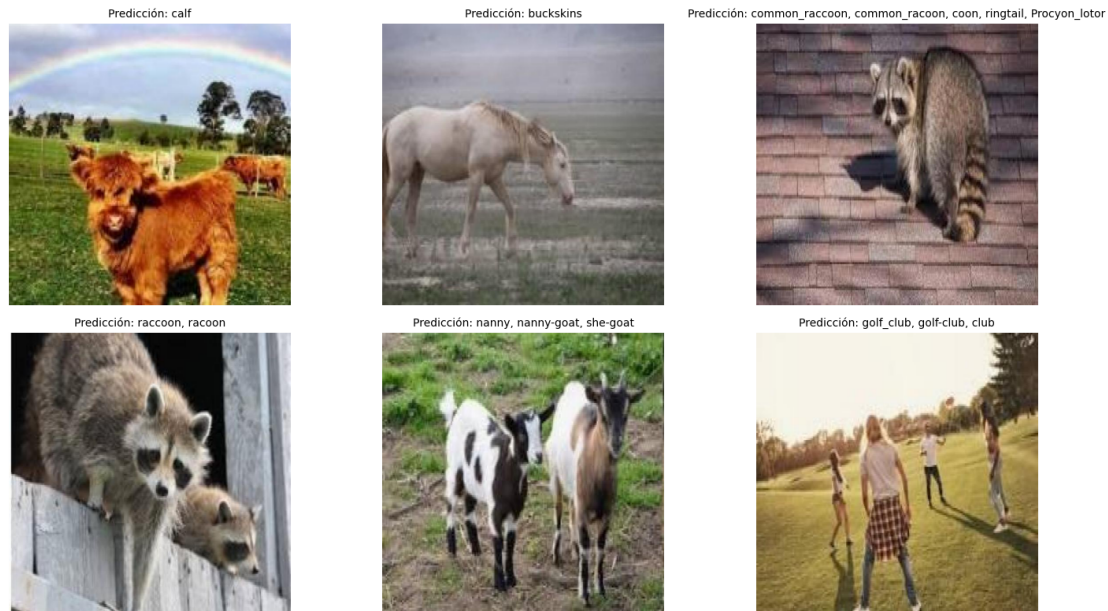 Predicción: calf
Predicción: buckskins
Predicción: common_raccoon, common_racoon, coon, ringtail, Procyon_lotor
Predicción: raccoon, racoon
Predicción: nanny, nanny-goat, she-goat
Predicción: golf_club, golf-club, club